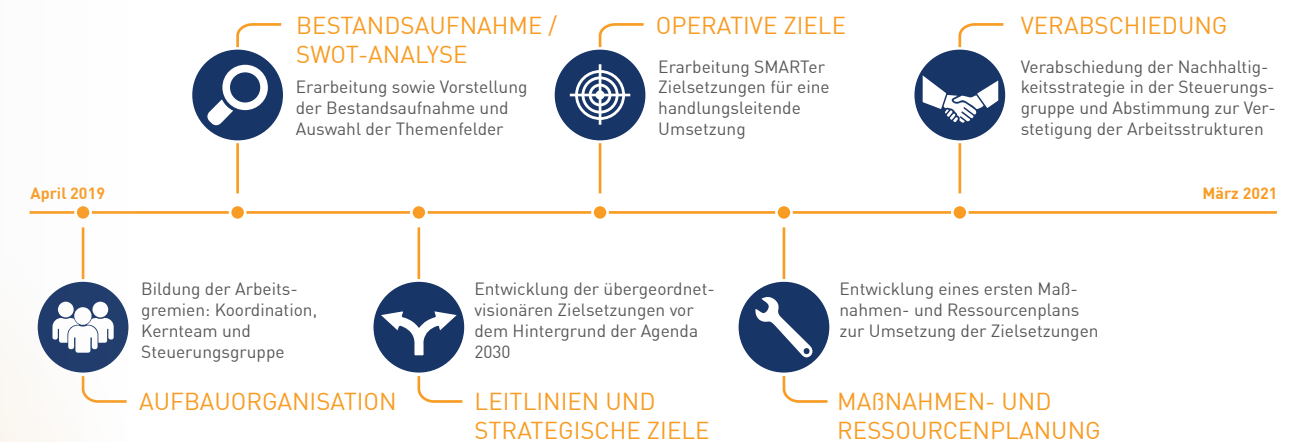 BESTANDSAUFNAHME /
SWOT-ANALYSE
Erarbeitung sowie Vorstellung
der Bestandsaufnahme und
Auswahl der Themenfelder
OPERATIVE ZIELE
Erarbeitung SMARTer
Zielsetzungen für eine
handlungsleitende
Umsetzung
VERABSCHIEDUNG
Verabschiedung der Nachhaltig-
keitsstrategie in der Steuerungs-
gruppe und Abstimmung zur Ver-
stetigung der Arbeitsstrukturen
April 2019
März 2021
Bildung der Arbeits-
gremien: Koordination,
Kernteam und
Steuerungsgruppe
AUFBAUORGANISATION
Entwicklung der übergeordnet-
visionären Zielsetzungen vor
dem Hintergrund der Agenda
2030
LEITLINIEN UND
STRATEGISCHE ZIELE
Entwicklung eines ersten Maß-
nahmen- und Ressourcenplans
zur Umsetzung der Zielsetzungen
MAßNAHMEN- UND
RESSOURCENPLANUNG